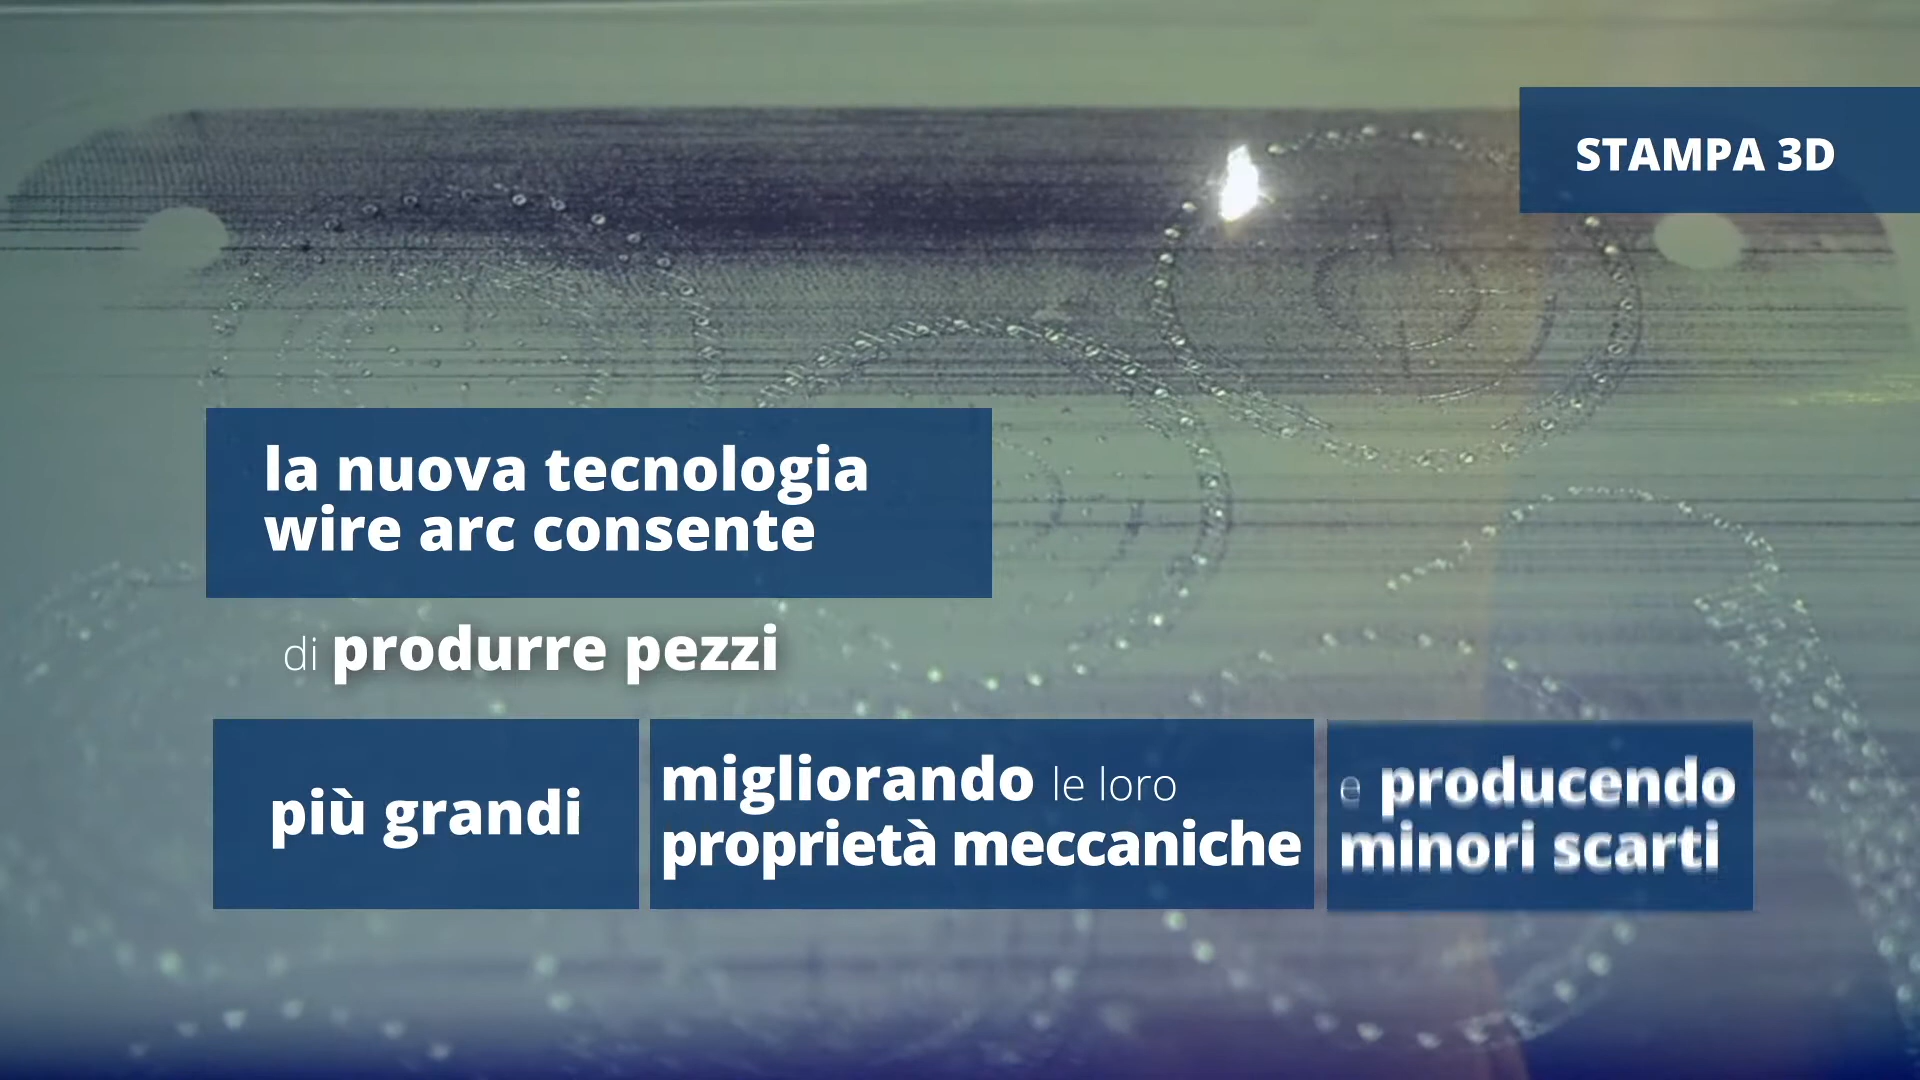 STAMPA 3D
la nuova tecnologia
wire arc consente
di produrre pezzi
più grandi
migliorando le loro
proprietà meccaniche
e producendo
minori scarti